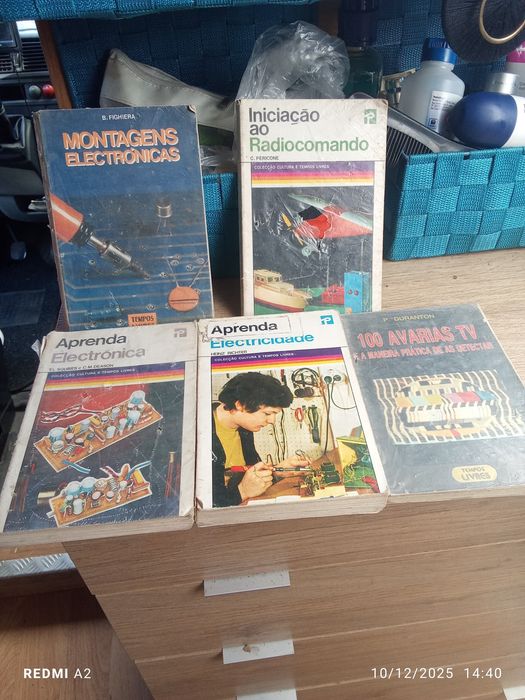 B. FIGHIERA
MONTAGENS
ELECTRÓNICAS
TEMPOS
Iniciação
ao
Radiocomando
C. PERICONE
COLECÇÃO CULTURA E TEMPOS LIVRES
Aprenda
Electrónica
COLECÇÃO CULTURA E TEMPOS LIVRES
Aprenda
Electricidade
HEINZ RICHTER
COLECÇÃO CULTURA E TEMPOS LIVRES
P. DURANTON
100 AVARIAS TV
E A MANEIRA PRÁTICA DE AS DETECTAR
TEMPOS
LIVRES
REDMI A2
10/12/2025 14:40